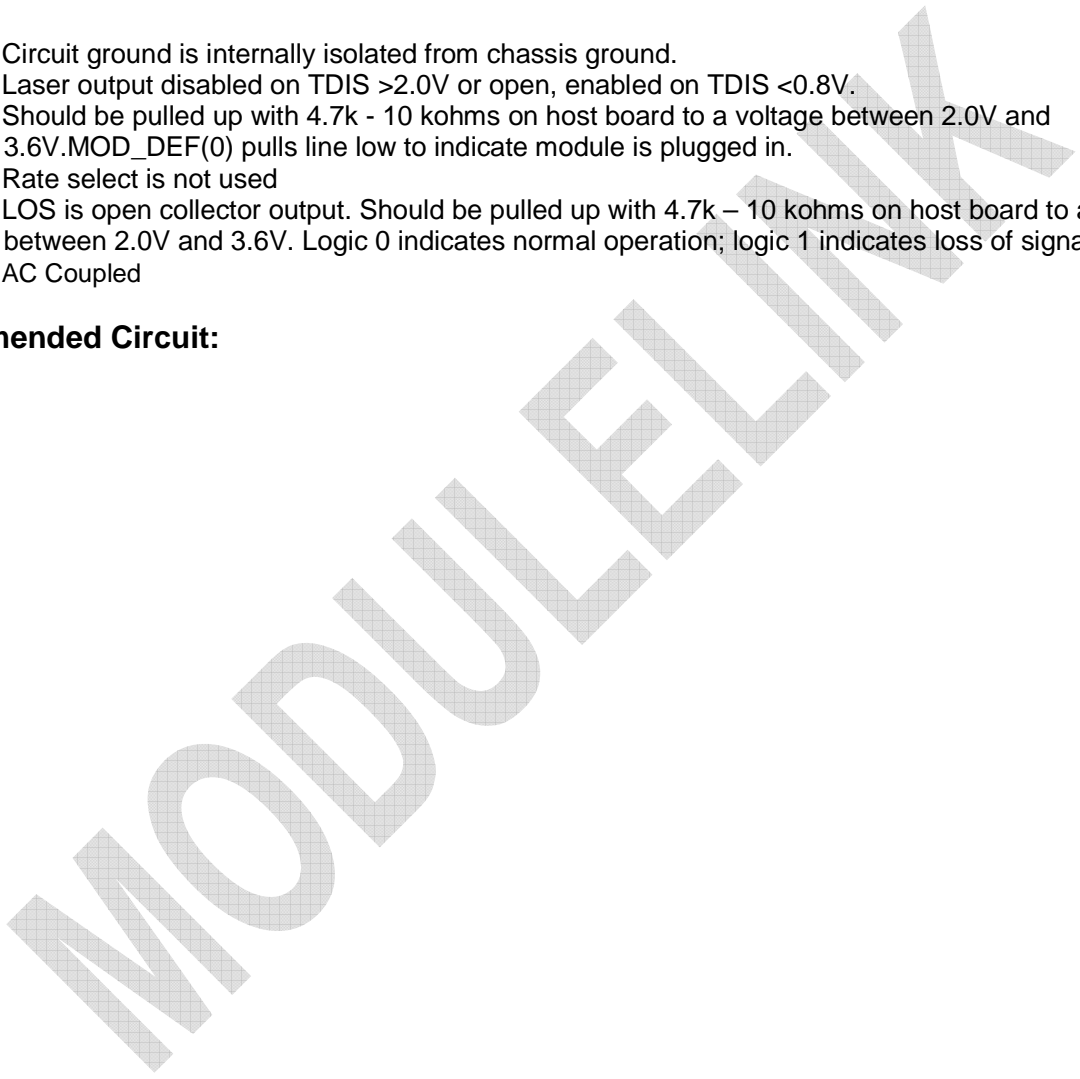 Circuit ground is internally isolated from chassis ground.
Laser output disabled on TDIS >2.0V or open, enabled on TDIS <0.8V.
Should be pulled up with 4.7k - 10 kohms on host board to a voltage between 2.0V and
3.6V.MOD_DEF(0) pulls line low to indicate module is plugged in.
Rate select is not used
LOS is open collector output. Should be pulled up with 4.7k – 10 kohms on host board to a
between 2.0V and 3.6V. Logic 0 indicates normal operation; logic 1 indicates loss of signa
AC Coupled
mended Circuit:
MODULELINK